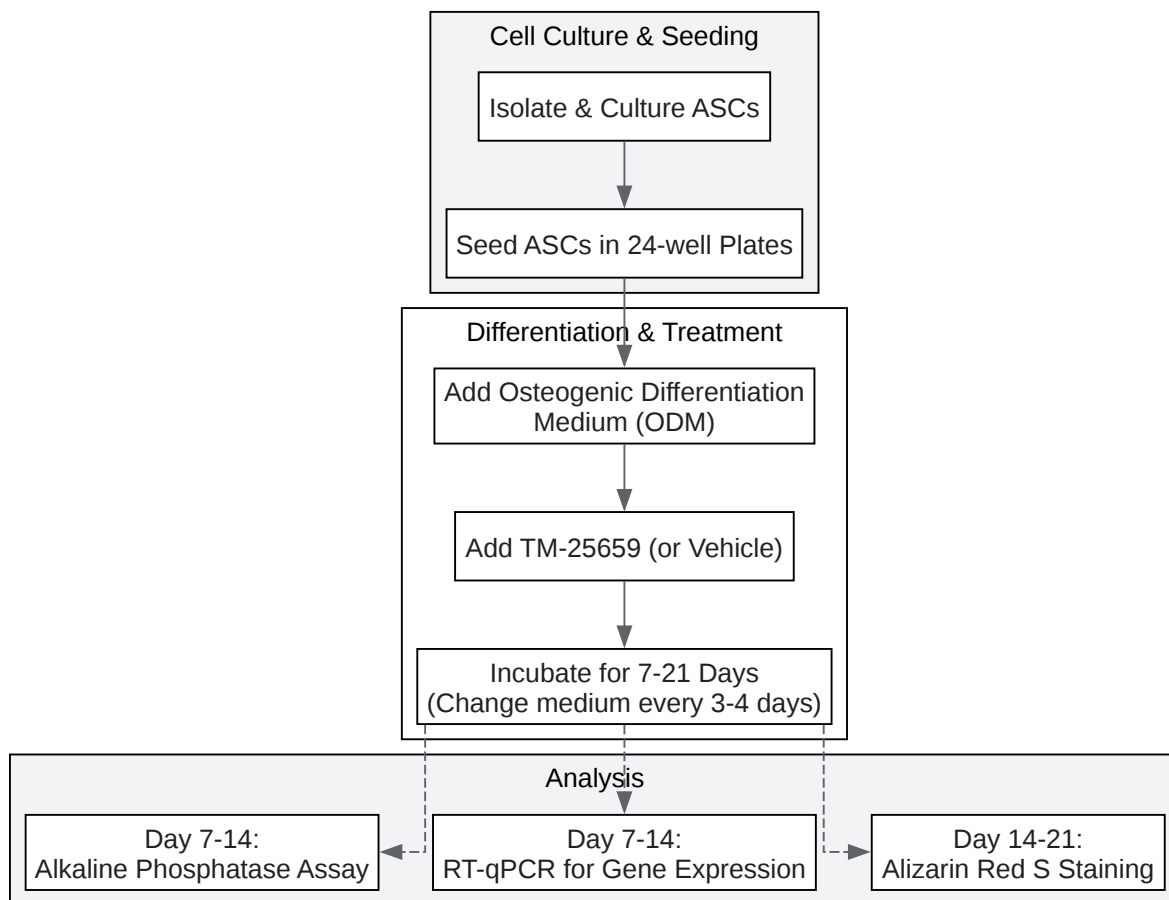 Cell Culture & Seeding
Isolate & Culture ASCs
Seed ASCs in 24-well Plates
Differentiation & Treatment
Add Osteogenic Differentiation
Medium (ODM)
Add TM-25659 (or Vehicle)
Incubate for 7-21 Days
(Change medium every 3-4 days)
Analysis
Day 7-14:
Alkaline Phosphatase Assay
Day 7-14:
RT-qPCR for Gene Expression
Day 14-21:
Alizarin Red S Staining